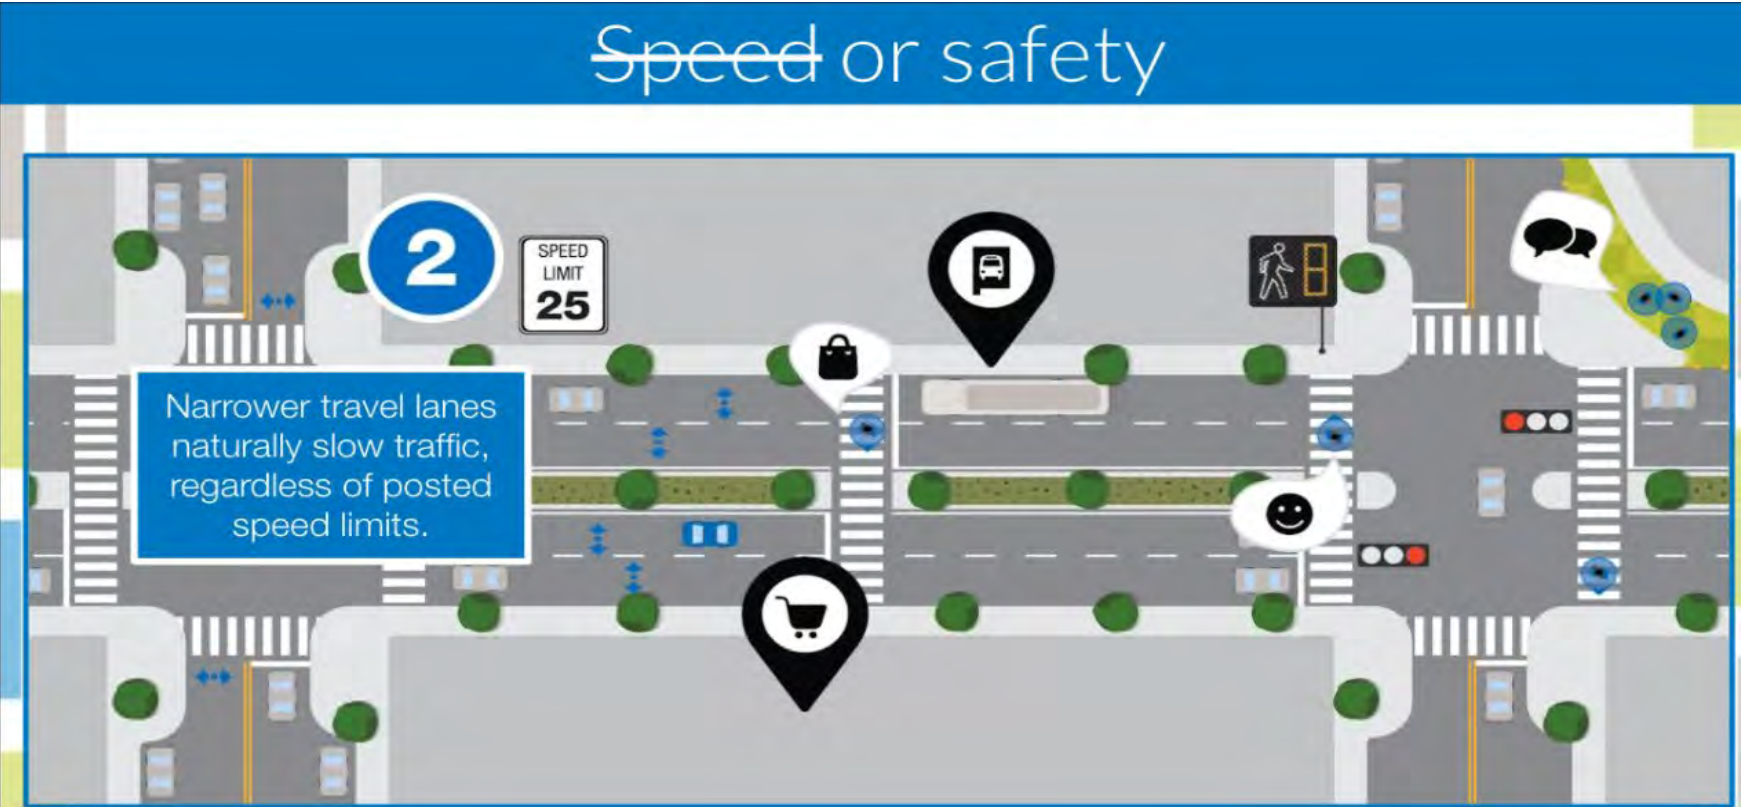 Speed or safety
2
SPEED
LIMIT
25
Narrower travel lanes
naturally slow traffic,
regardless of posted
speed limits.